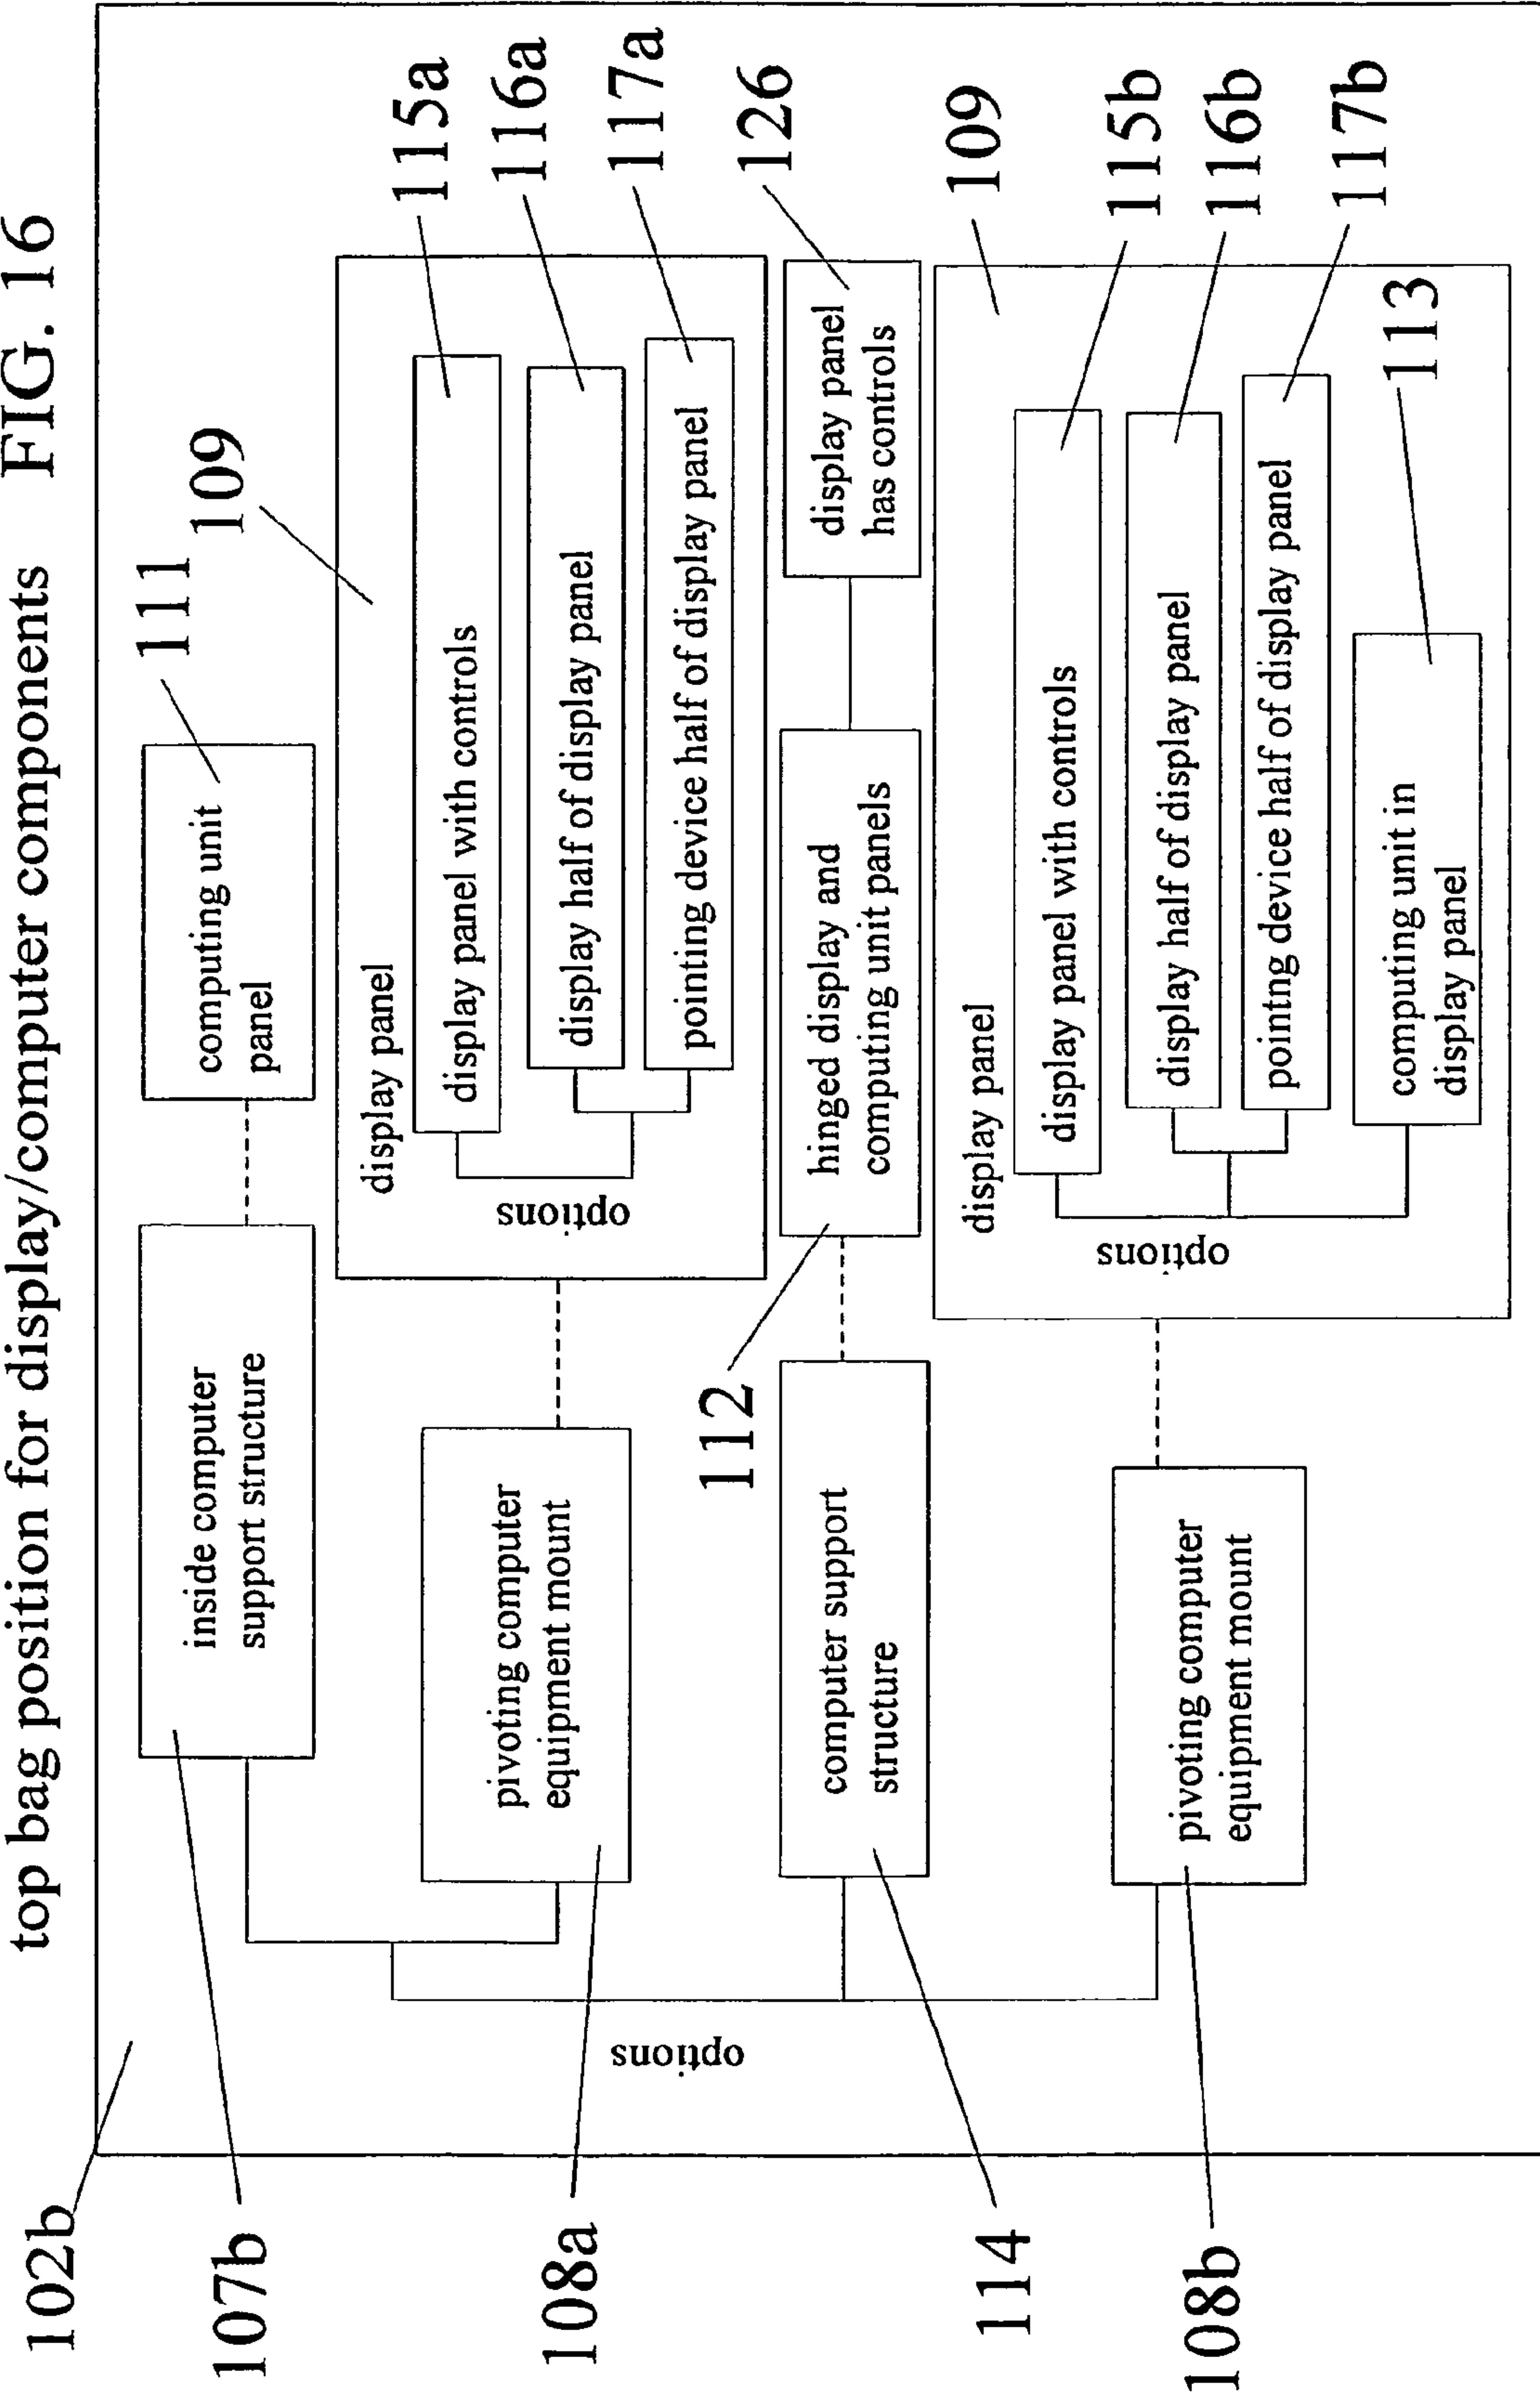 top bag position for display/computer components FIG. 16
102b
107b
inside computer
support structure
computing unit
panel
111
109
108a
pivoting computer
equipment mount
options
display panel
display panel with controls
115a
display half of display panel
116a
pointing device half of display panel
117a
options
114
computer support
structure
112
hinged display and
computing unit panels
display panel
has controls
126
108b
pivoting computer
equipment mount
options
display panel
109
display panel with controls
115b
display half of display panel
116b
pointng device half of display panel
117b
computing unit in
display panel
113